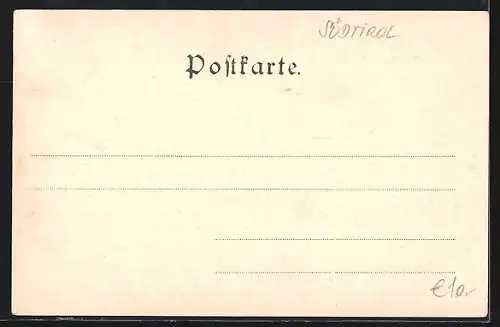 SÜDTIROL
Poſtkarte.
€10.-